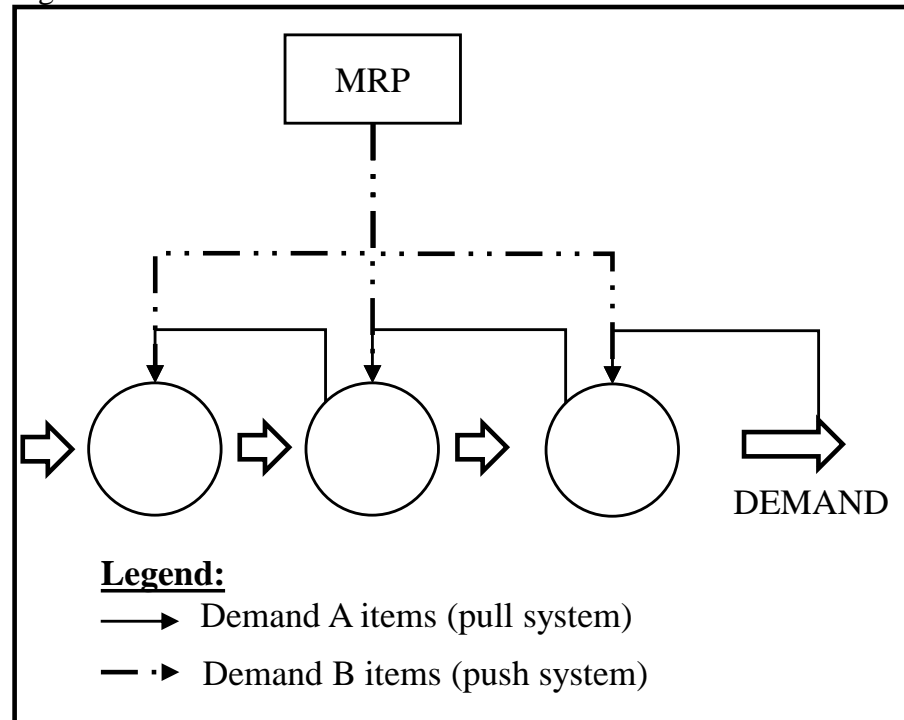 MRP
DEMAND
Legend:
Demand A items (pull system)
Demand B items (push system)